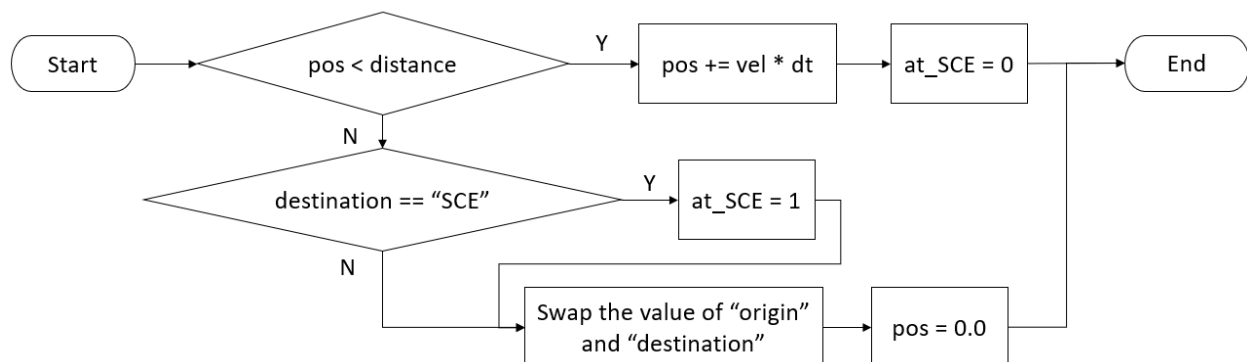 Start
pos < distance
Y
pos += vel * dt
at_SCE = 0
End
N
destination == “SCE”
Y
at_SCE = 1
N
Swap the value of “origin”
and “destination”
pos = 0.0